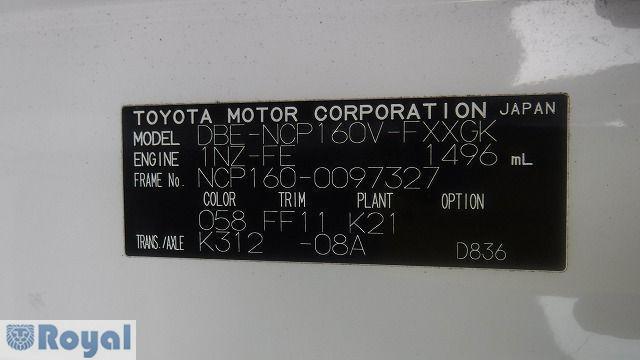 TOYOTA MOTOR CORPORATION JAPAN
MODEL DBE-NCP160V-FXXGK
ENGINE 1NZ-FE 1496 mL
FRAME No. NCP160-0097327
COLOR TRIM PLANT OPTION
058 FF11 K21
TRANS./AXLE K312 -08A D836
Royal